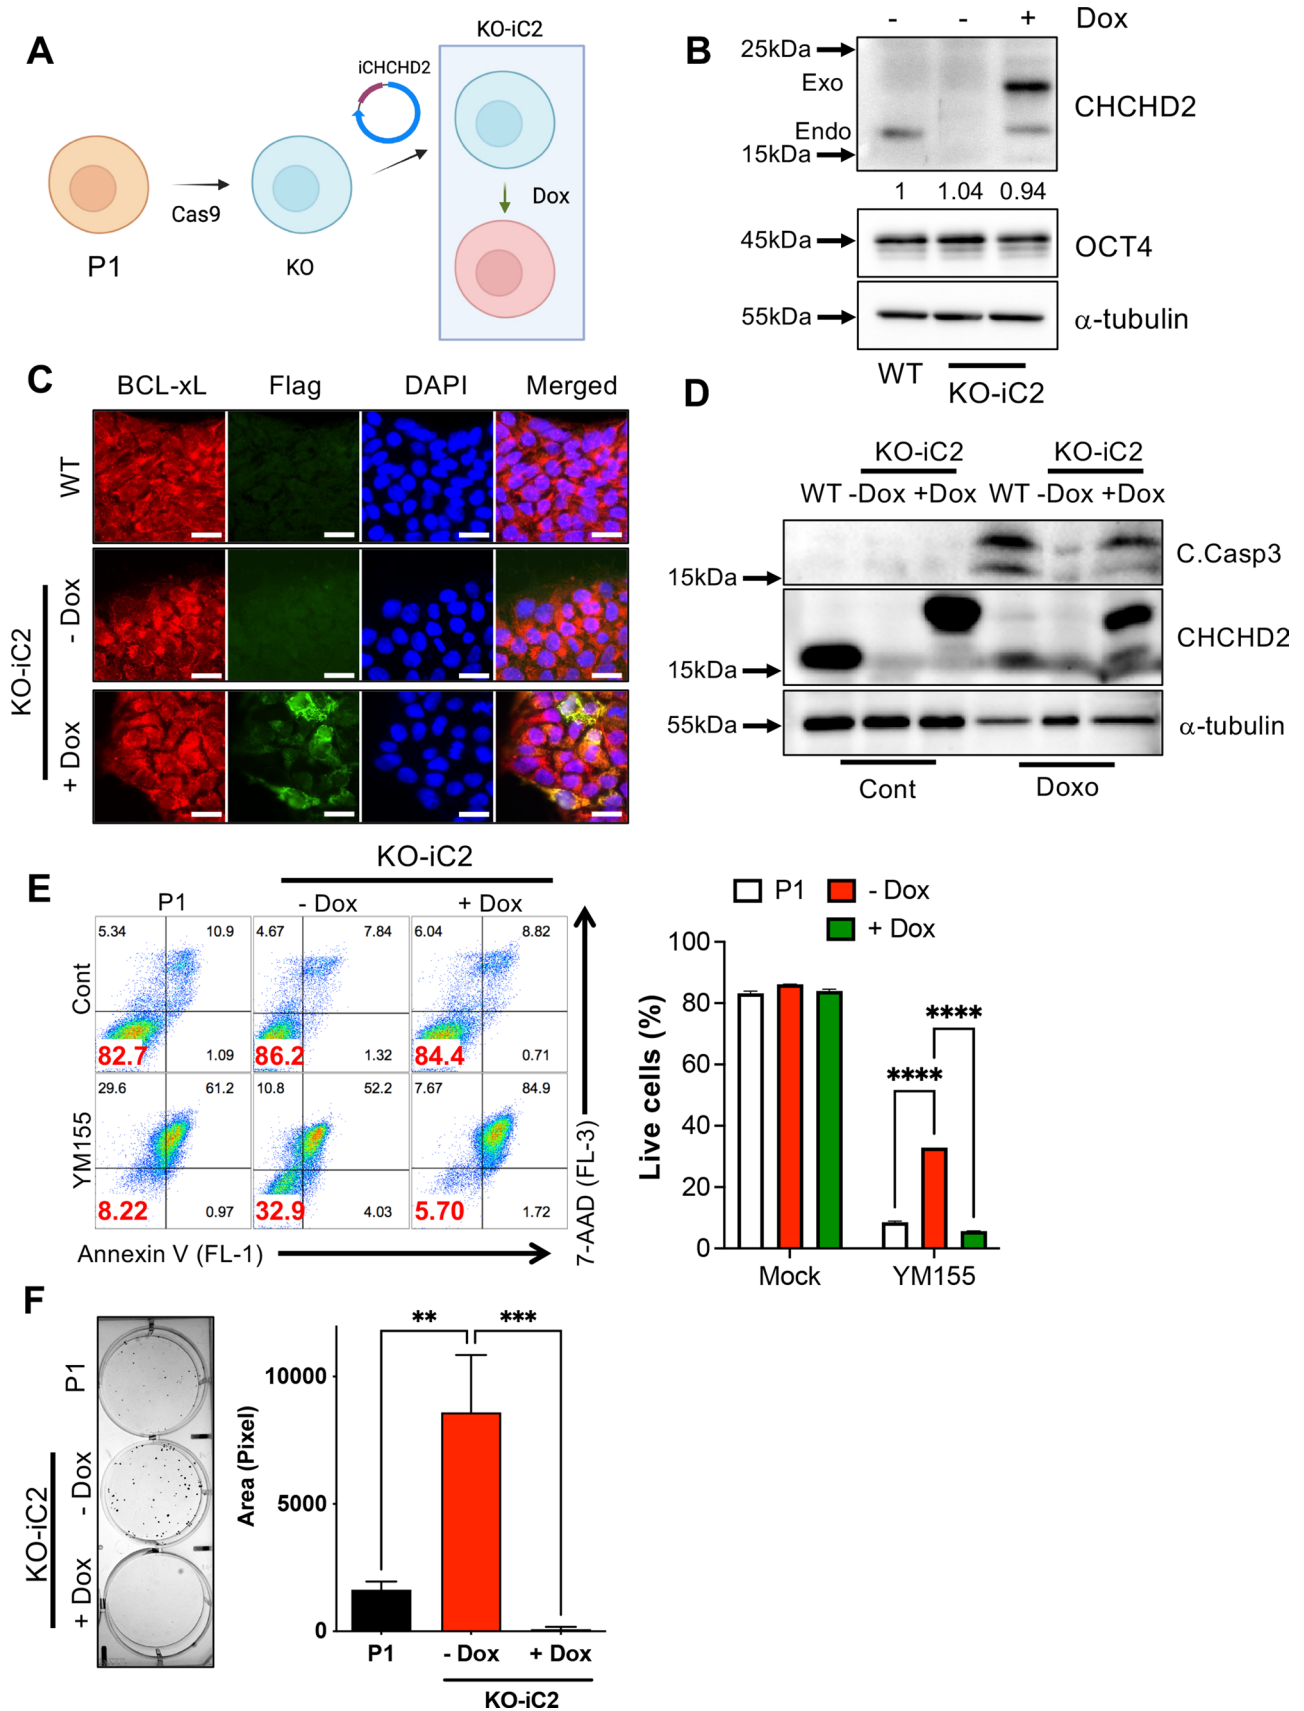 A
P1
Cas9
KO
iCHCHD2
KO-iC2
Dox
B
- - + Dox
25kDa
Exo
Endo
15kDa
CHCHD2
1 1.04 0.94
45kDa
OCT4
55kDa
α-tubulin
WT
KO-iC2
C
BCL-xL Flag DAPI Merged
WT
KO-iC2
- Dox
+ Dox
D
KO-iC2 KO-iC2
WT -Dox +Dox WT -Dox +Dox
C.Casp3
15kDa
CHCHD2
15kDa
55kDa
α-tubulin
Cont Doxo
E
KO-iC2
P1 - Dox + Dox
Cont
5.34 10.9 4.67 7.84 6.04 8.82
82.7 1.09 86.2 1.32 84.4 0.71
YM155
29.6 61.2 10.8 52.2 7.67 84.9
8.22 0.97 32.9 4.03 5.70 1.72
Annexin V (FL-1)
7-AAD (FL-3)
P1 - Dox
+ Dox
Live cells (%)
100
80
60
40
20
0
****
****
Mock YM155
F
P1
KO-iC2
- Dox
+ Dox
Area (Pixel)
10000
5000
0
** ***
P1 - Dox + Dox
KO-iC2